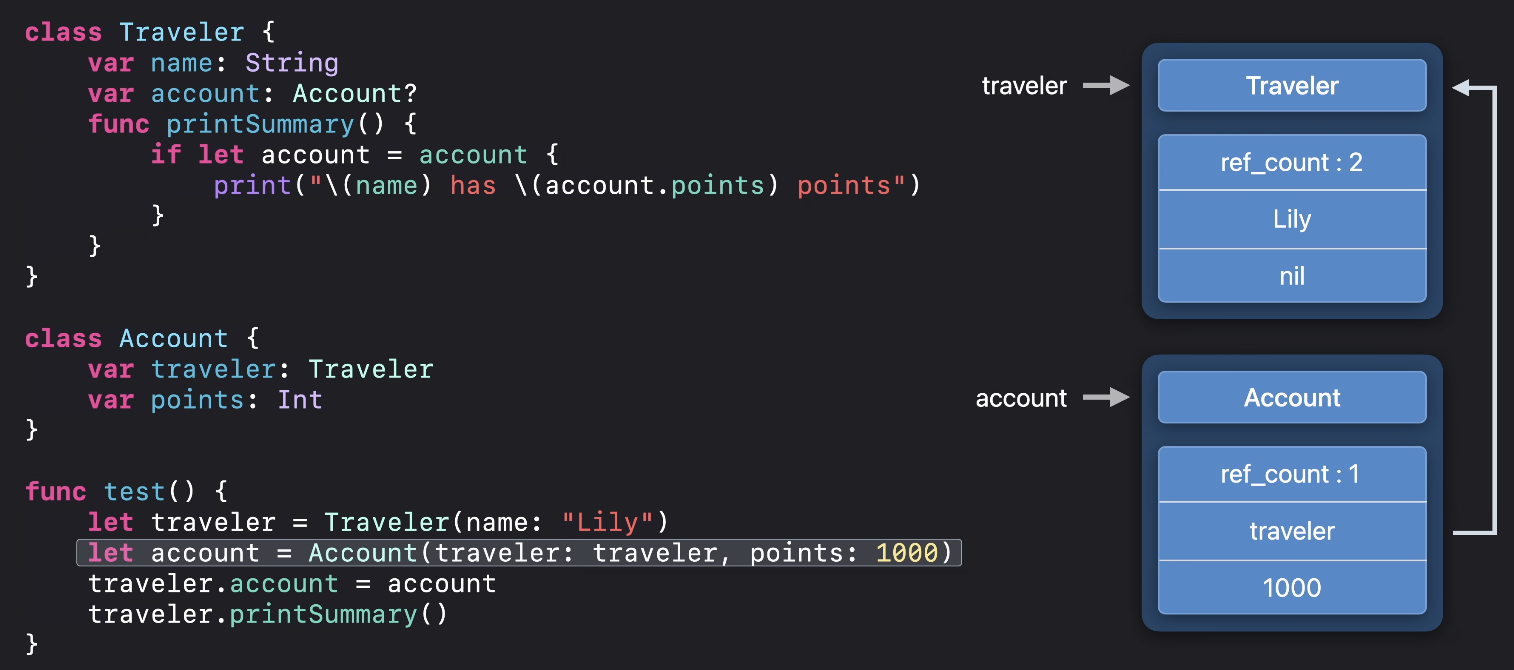 class Traveler {
    var name: String
    var account: Account?
    func printSummary() {
        if let account = account {
            print("\(name) has \(account.points) points")
        }
    }
}
class Account {
    var traveler: Traveler
    var points: Int
}
func test() {
    let traveler = Traveler(name: "Lily")
    let account = Account(traveler: traveler, points: 1000)
    traveler.account = account
    traveler.printSummary()
}
traveler
Traveler
ref_count : 2
Lily
nil
account
Account
ref_count : 1
traveler
1000